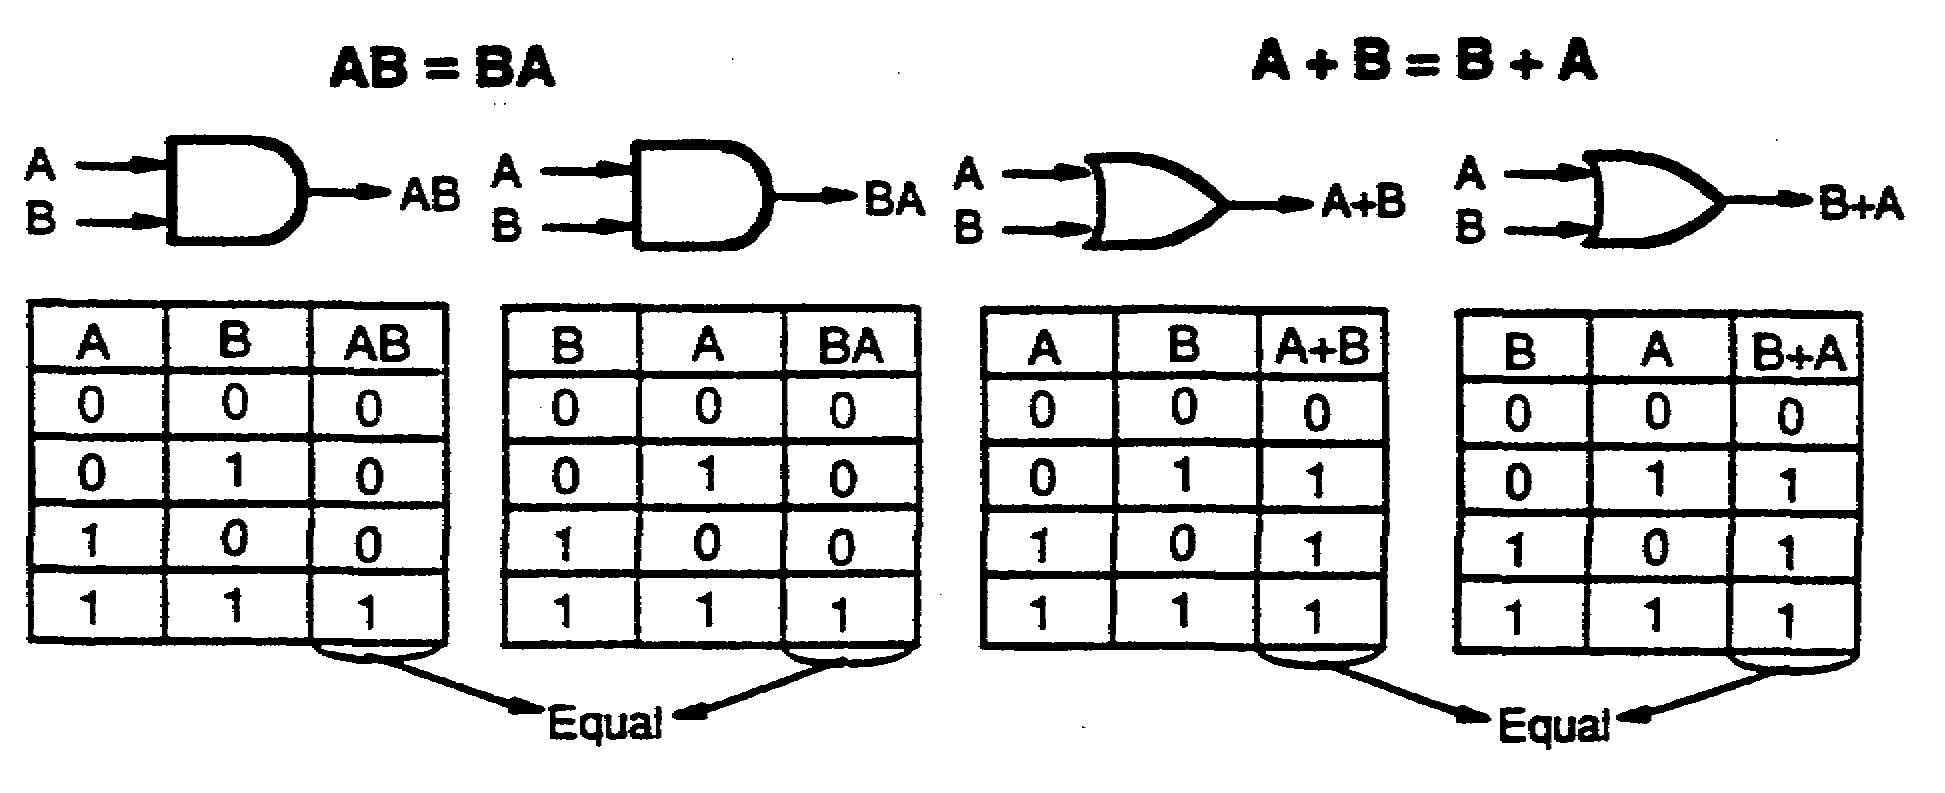 AB = BA
A + B = B + A
A
B
AB
A
B
BA
A
B
A+B
A
B
B+A
A B AB
0 0 0
0 1 0
1 0 0
1 1 1
B A BA
0 0 0
0 1 0
1 0 0
1 1 1
A B A+B
0 0 0
0 1 1
1 0 1
1 1 1
B A B+A
0 0 0
0 1 1
1 0 1
1 1 1
Equal
Equal